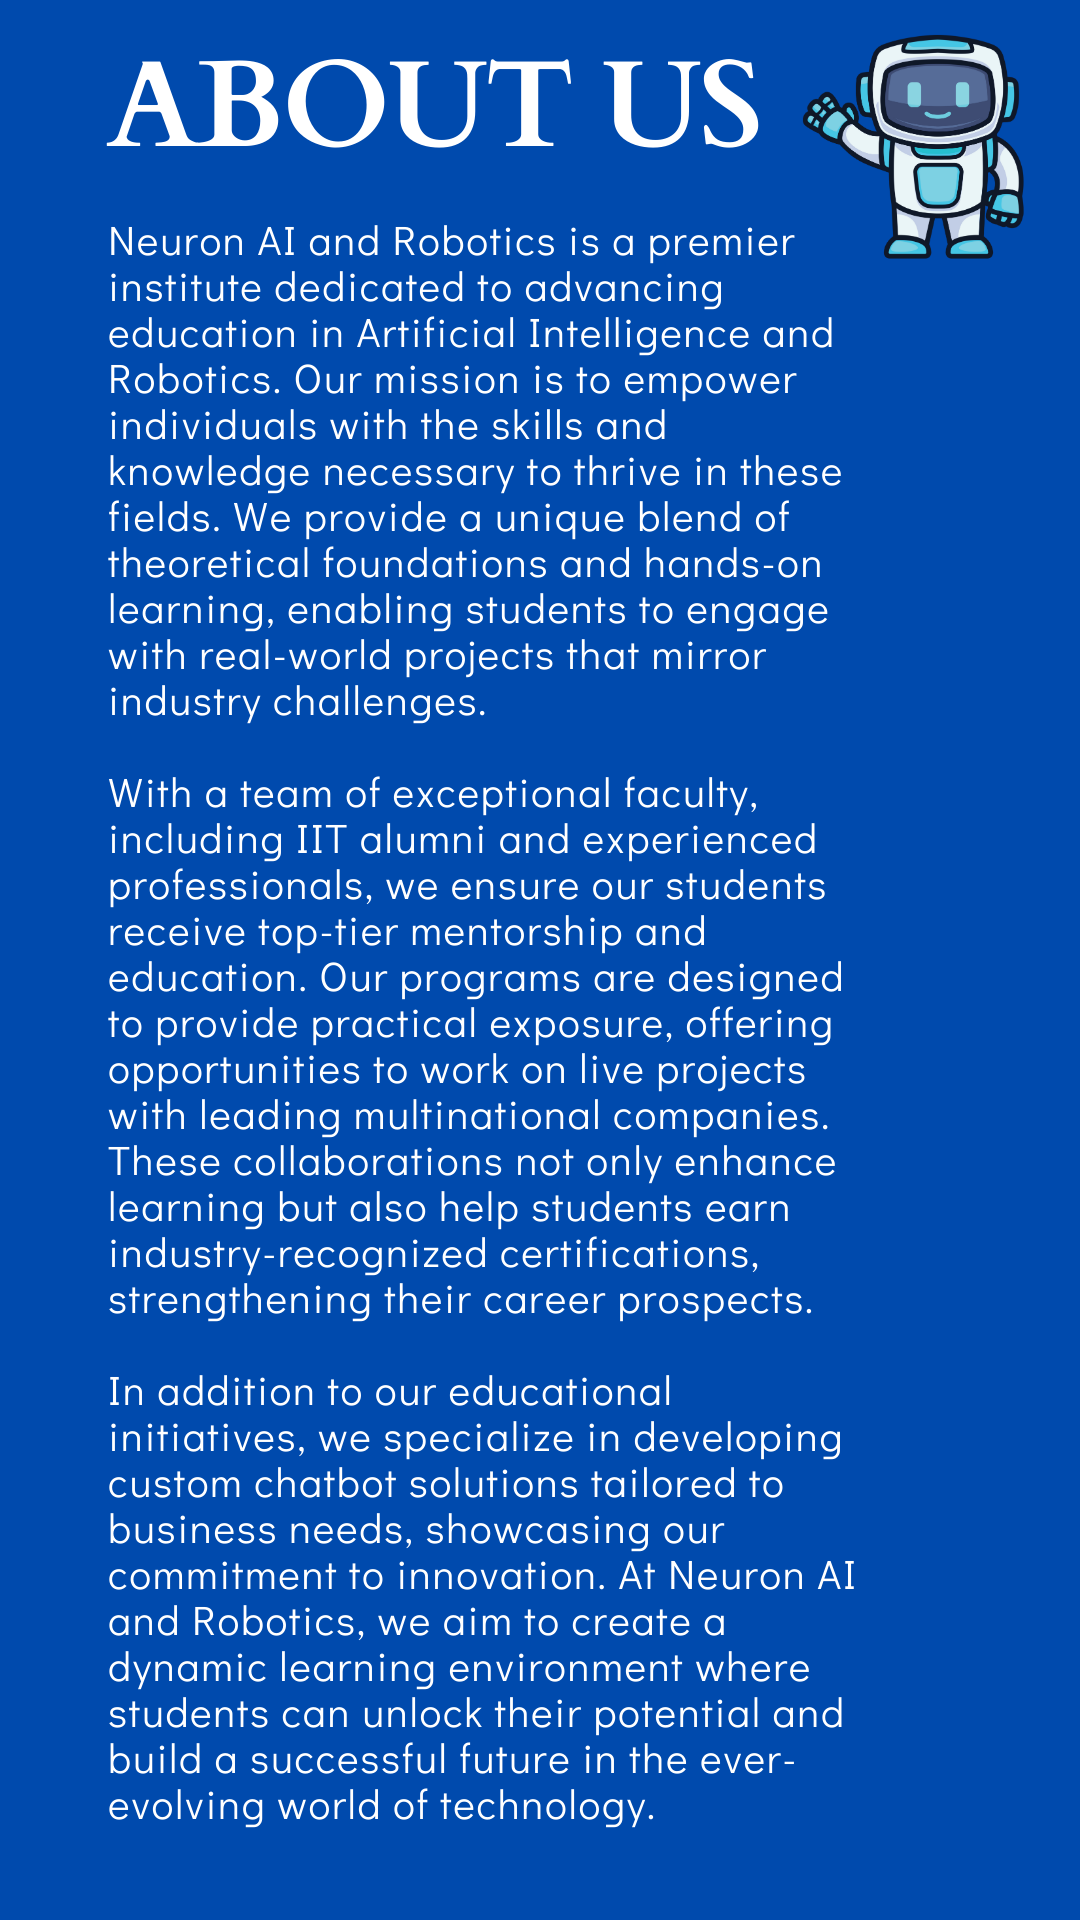 ABOUT US
Neuron AI and Robotics is a premier
institute dedicated to advancing
education in Artificial Intelligence and
Robotics. Our mission is to empower
individuals with the skills and
knowledge necessary to thrive in these
fields. We provide a unique blend of
theoretical foundations and hands-on
learning, enabling students to engage
with real-world projects that mirror
industry challenges.
With a team of exceptional faculty,
including IIT alumni and experienced
professionals, we ensure our students
receive top-tier mentorship and
education. Our programs are designed
to provide practical exposure, offering
opportunities to work on live projects
with leading multinational companies.
These collaborations not only enhance
learning but also help students earn
industry-recognized certifications,
strengthening their career prospects.
In addition to our educational
initiatives, we specialize in developing
custom chatbot solutions tailored to
business needs, showcasing our
commitment to innovation. At Neuron AI
and Robotics, we aim to create a
dynamic learning environment where
students can unlock their potential and
build a successful future in the ever-
evolving world of technology.